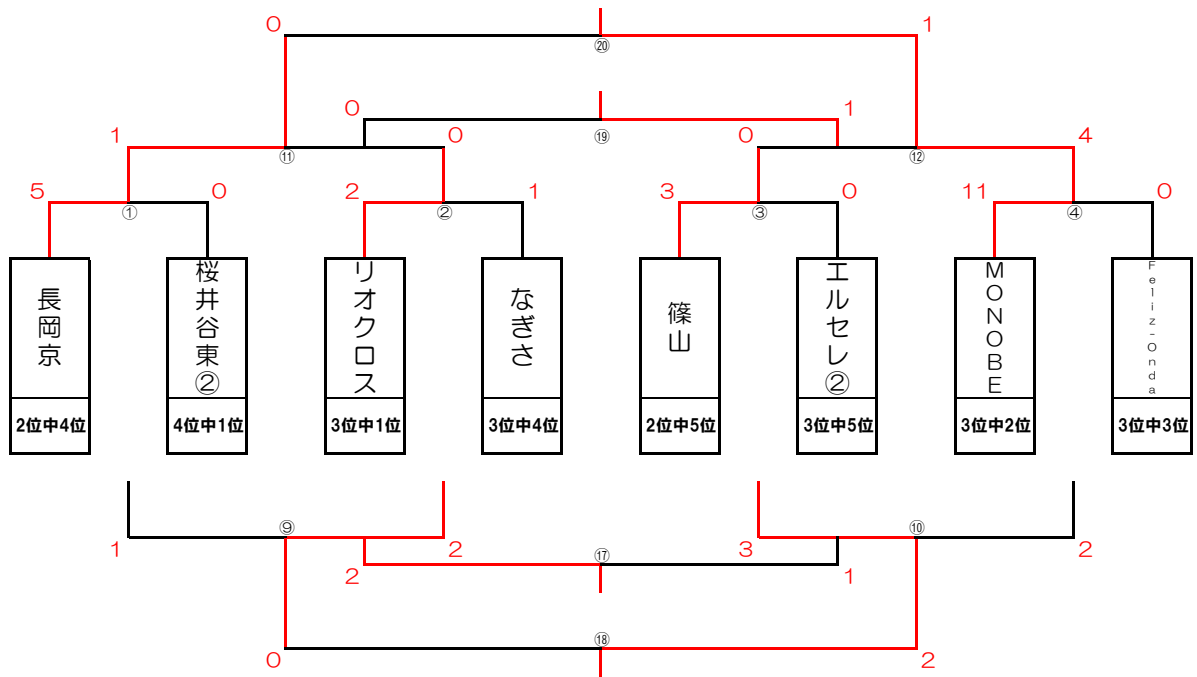 0
1
⑳
0
1
1
0
0
4
⑪
⑲
⑫
5
0
2
1
3
0
11
0
①
②
③
④
長岡京
桜井谷東②
リオクロス
なぎさ
篠山
エルセレ②
MONOBE
Feliz-Onda
2位中4位
4位中1位
3位中1位
3位中4位
2位中5位
3位中5位
3位中2位
3位中3位
⑨
⑩
1
2
⑰
3
2
2
1
⑱
0
2